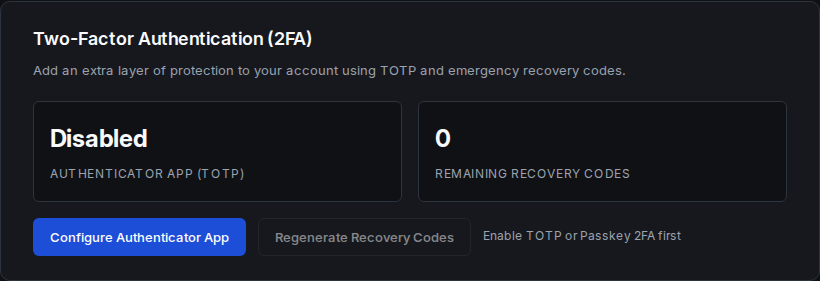 Two-Factor Authentication (2FA)
Add an extra layer of protection to your account using TOTP and emergency recovery codes.
Disabled
AUTHENTICATOR APP (TOTP)
0
REMAINING RECOVERY CODES
Configure Authenticator App
Regenerate Recovery Codes
Enable TOTP or Passkey 2FA first